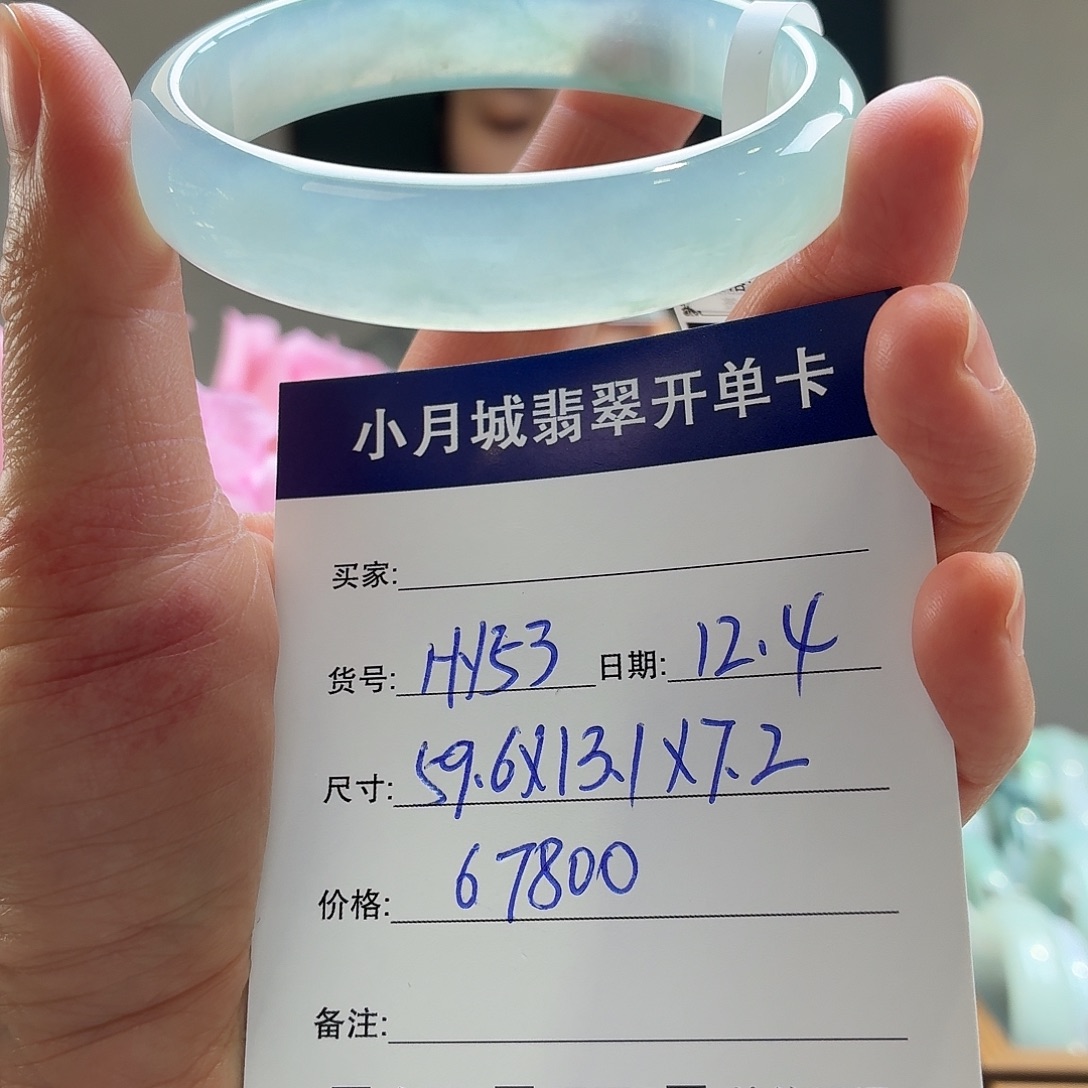 小月城翡翠开单卡
买家:
货号: HY53 日期: 12.4
尺寸: 59.6X13.1X7.2
价格: 67800
备注: